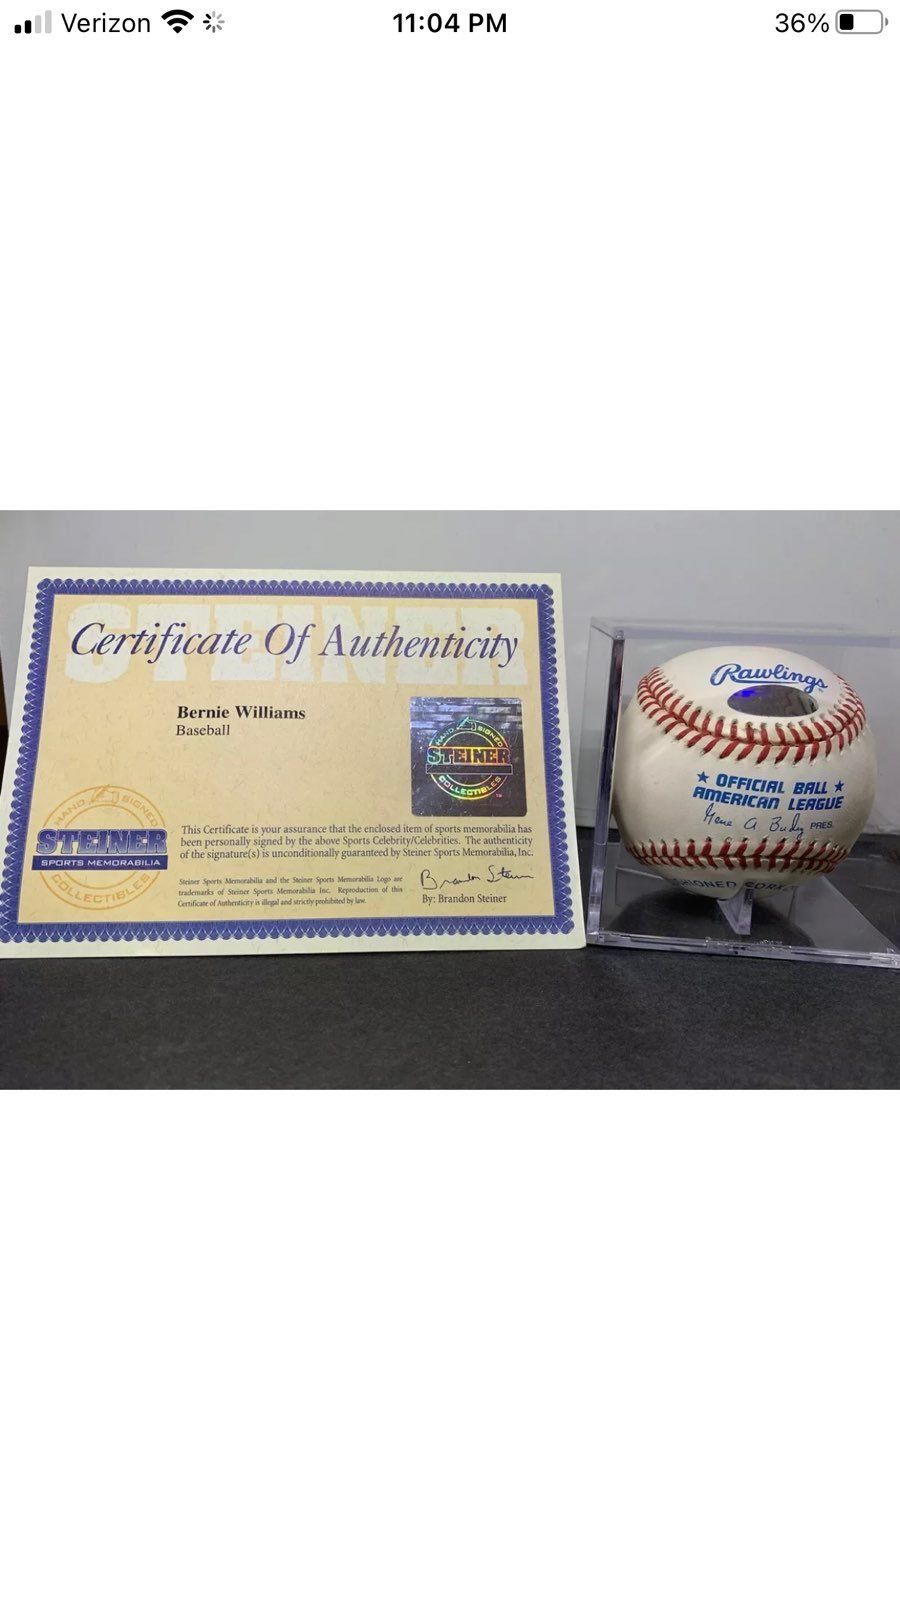 Verizon 11:04 PM 36%
STEINER
Certificate Of Authenticity
Bernie Williams
Baseball
HAND SIGNED
STEINER
COLLECTIBLES
TM
HAND SIGNED
STEINER
SPORTS MEMORABILIA
COLLECTIBLES
This Certificate is your assurance that the enclosed item of sports memorabilia has
been personally signed by the above Sports Celebrity/Celebrities. The authenticity
of the signature(s) is unconditionally guaranteed by Steiner Sports Memorabilia, Inc.
Steiner Sports Memorabilia and the Steiner Sports Memorabilia Logo are
trademarks of Steiner Sports Memorabilia Inc. Reproduction of this
Certificate of Authenticity is illegal and strictly prohibited by law.
Brandon Steiner
By: Brandon Steiner
Rawlings
OFFICIAL BALL
AMERICAN LEAGUE
Gene A Budig PRES.